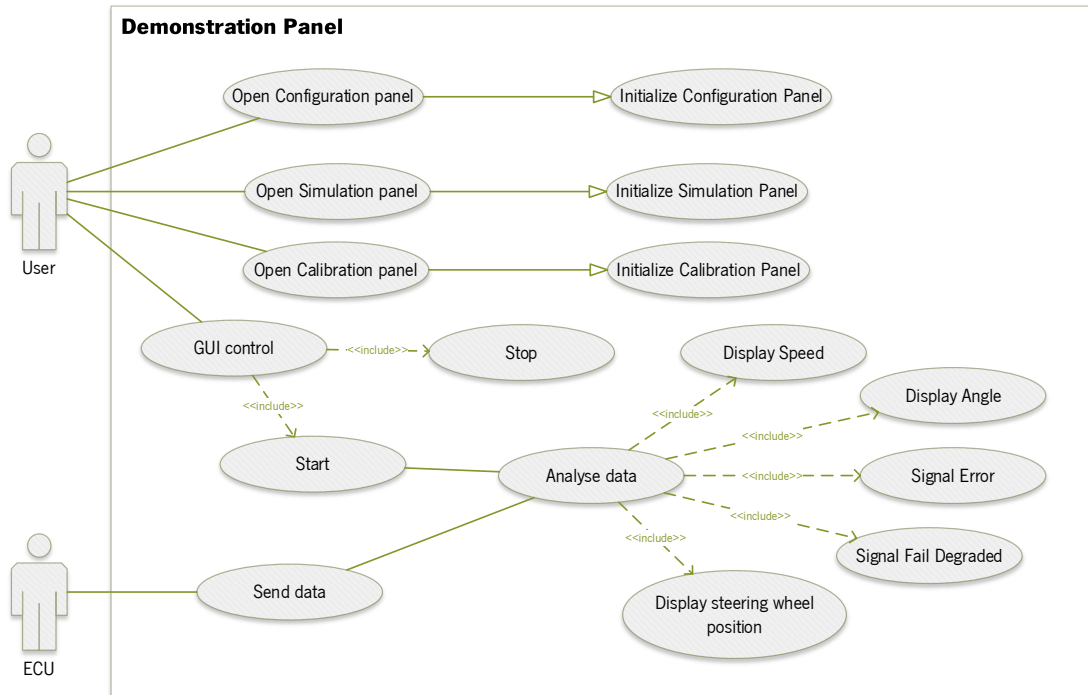 Demonstration Panel
Open Configuration panel
Initialize Configuration Panel
Open Simulation panel
Initialize Simulation Panel
User
Open Calibration panel
Initialize Calibration Panel
GUI control
<<include>>
Stop
Display Speed
<<include>>
Display Angle
<<include>>
<<include>>
Start
Analyse data
<<include>>
Signal Error
<<include>>
<<include>>
Signal Fail Degraded
Send data
Display steering wheel
position
ECU